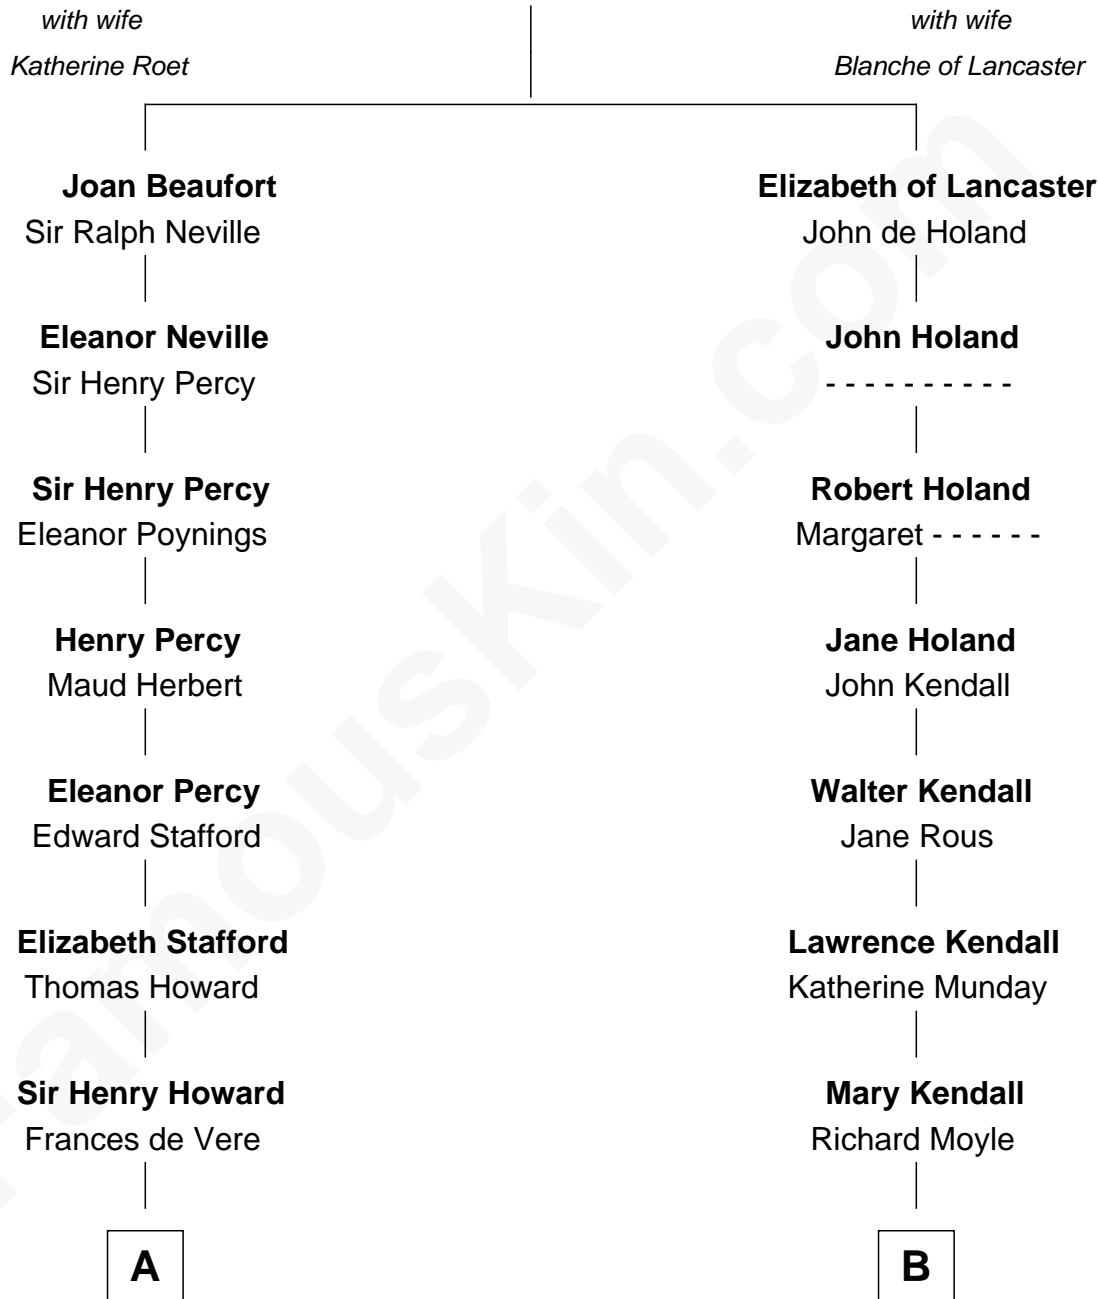 with wife
Katherine Roet
with wife
Blanche of Lancaster
Joan Beaufort
Sir Ralph Neville
Elizabeth of Lancaster
John de Holand
Eleanor Neville
Sir Henry Percy
John Holand
- - - - - - - - - -
Sir Henry Percy
Eleanor Poynings
Robert Holand
Margaret - - - - - -
Henry Percy
Maud Herbert
Jane Holand
John Kendall
Eleanor Percy
Edward Stafford
Walter Kendall
Jane Rous
Elizabeth Stafford
Thomas Howard
Lawrence Kendall
Katherine Munday
Sir Henry Howard
Frances de Vere
Mary Kendall
Richard Moyle
A
B
FamousKin.com